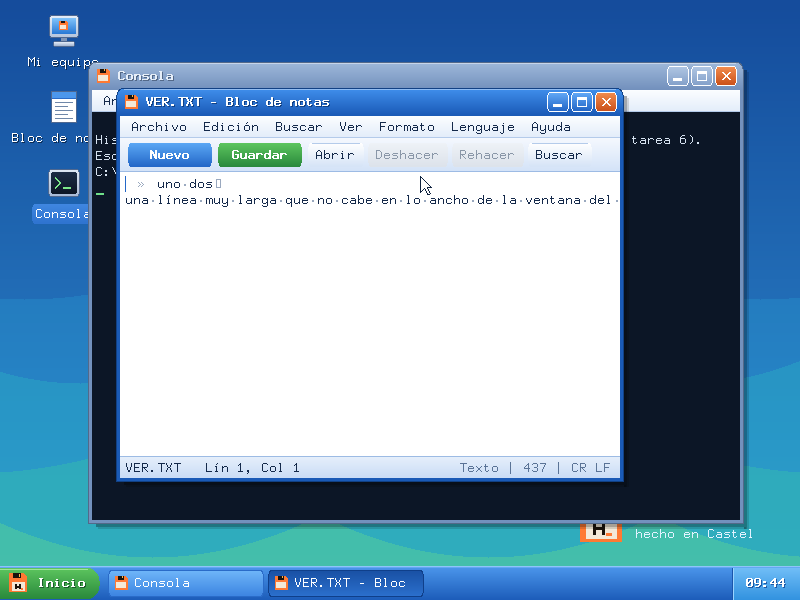 Mi equipo
Consola
VER.TXT - Bloc de notas
Archivo Edición Buscar Ver Formato Lenguaje Ayuda
Nuevo Guardar Abrir Deshacer Rehacer Buscar
tarea 6).
Bloc de
C:\
» uno·dos
una·línea·muy·larga·que·no·cabe·en·lo·ancho·de·la·ventana·del·
Consola
VER.TXT Lín 1, Col 1 Texto | 437 | CR LF
H_ hecho en Castel
Inicio Consola VER.TXT - Bloc 09:44